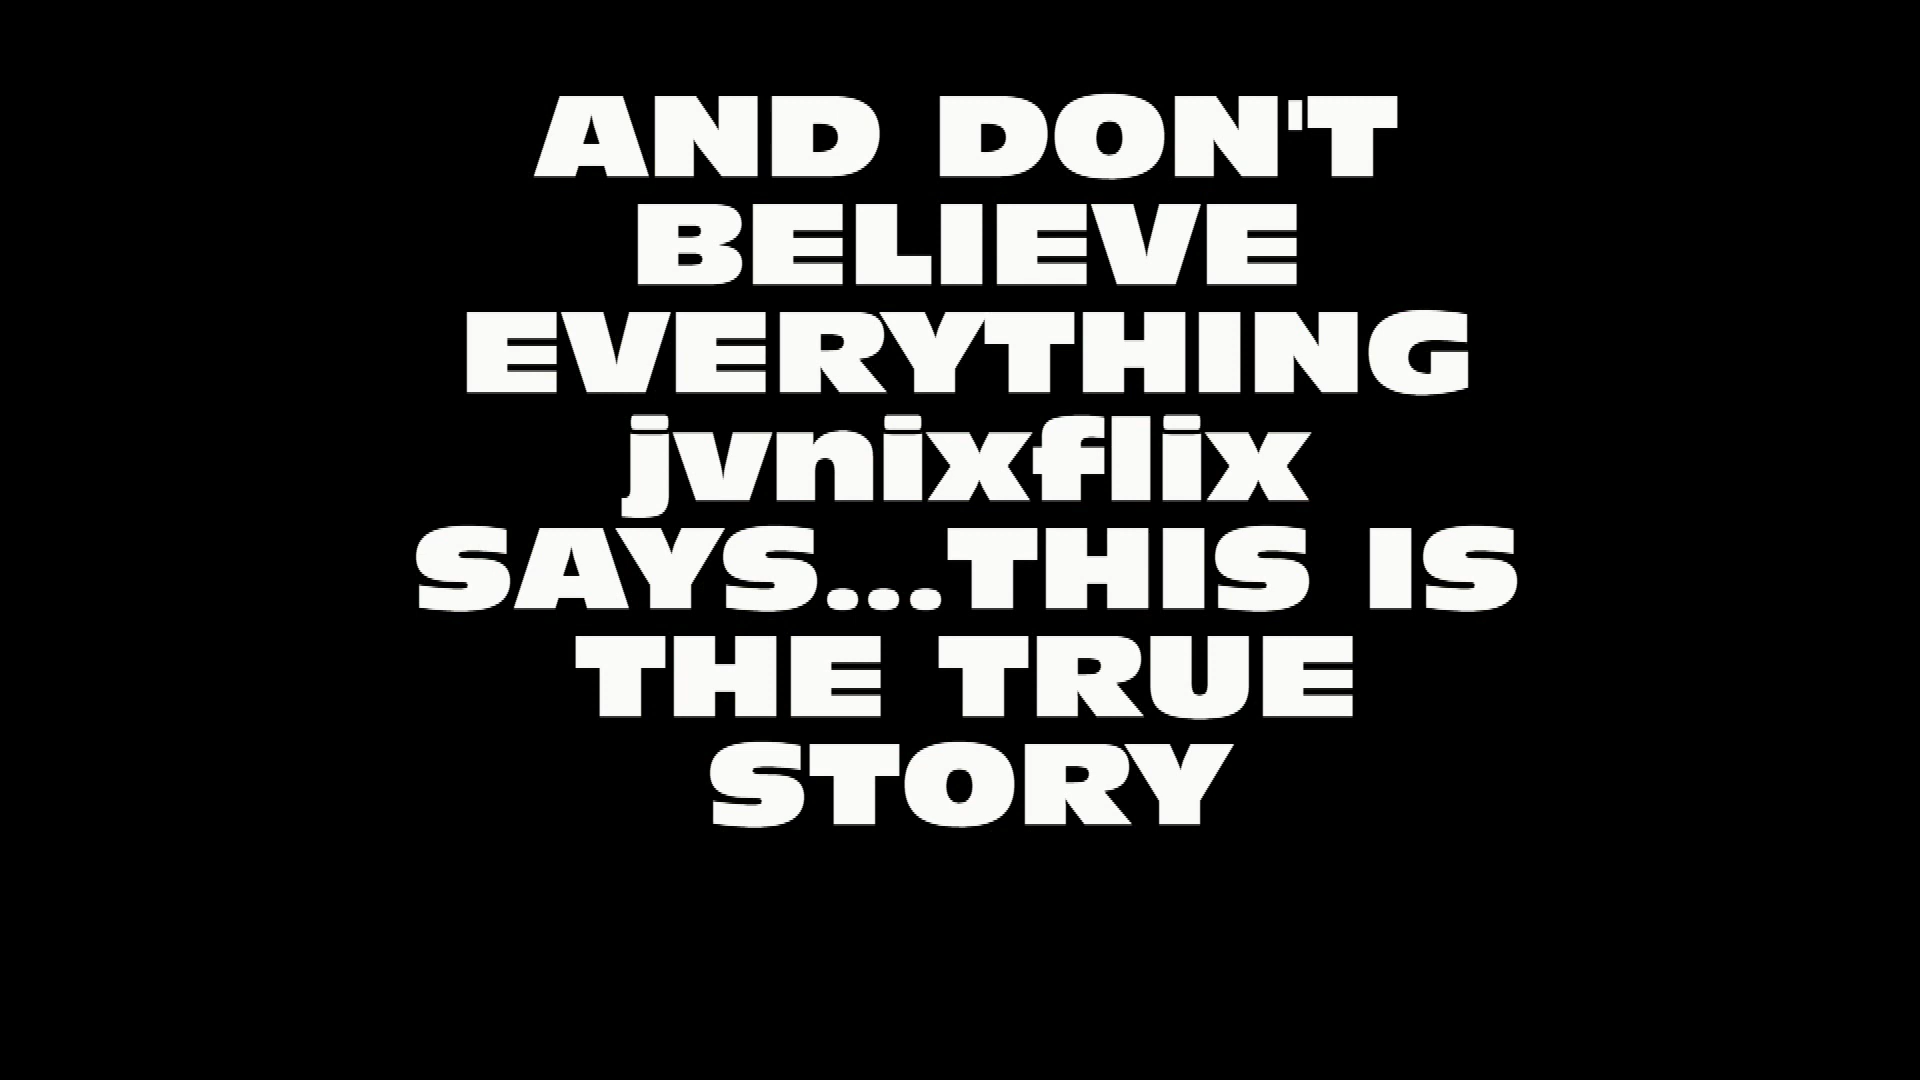 AND DON'T
BELIEVE
EVERYTHING
jvnixflix
SAYS...THIS IS
THE TRUE
STORY